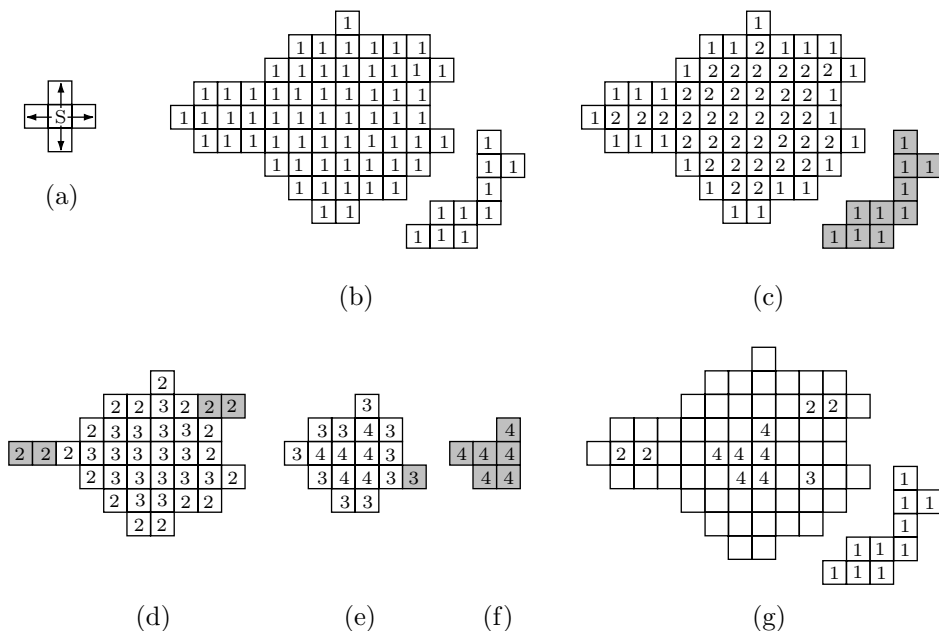 S
(a)
1
1 1 1 1 1 1
1 1 1 1 1 1 1 1
1 1 1 1 1 1 1 1 1 1
1 1 1 1 1 1 1 1 1 1 1
1 1 1 1 1 1 1 1 1 1 1 1
1 1 1 1 1 1 1 1
1 1 1 1 1 1
1 1 1 1 1
1 1 1
(b)
1
1 1 2 1 1 1
1 2 2 2 2 2 2 1
1 1 1 2 2 2 2 2 2 1
1 2 2 2 2 2 2 2 2 2 1
1 1 1 2 2 2 2 2 2 2 1 1
1 2 2 2 2 2 1 1 1
1 2 2 1 1 1
1 1 1 1 1
1 1 1
(c)
2
2 2 3 2 2 2
2 3 3 3 3 2
2 2 2 3 3 3 3 3 2
2 3 3 3 3 3 2
2 3 3 2 2
2 2
(d)
3
3 3 4 3
3 4 4 4 3
3 4 4 3 3
3 3
(e)
4
4 4 4
4 4
(f)
2 2
4
2 2 4 4 4
4 4 3 1
1 1
1
1 1 1
1 1 1
(g)